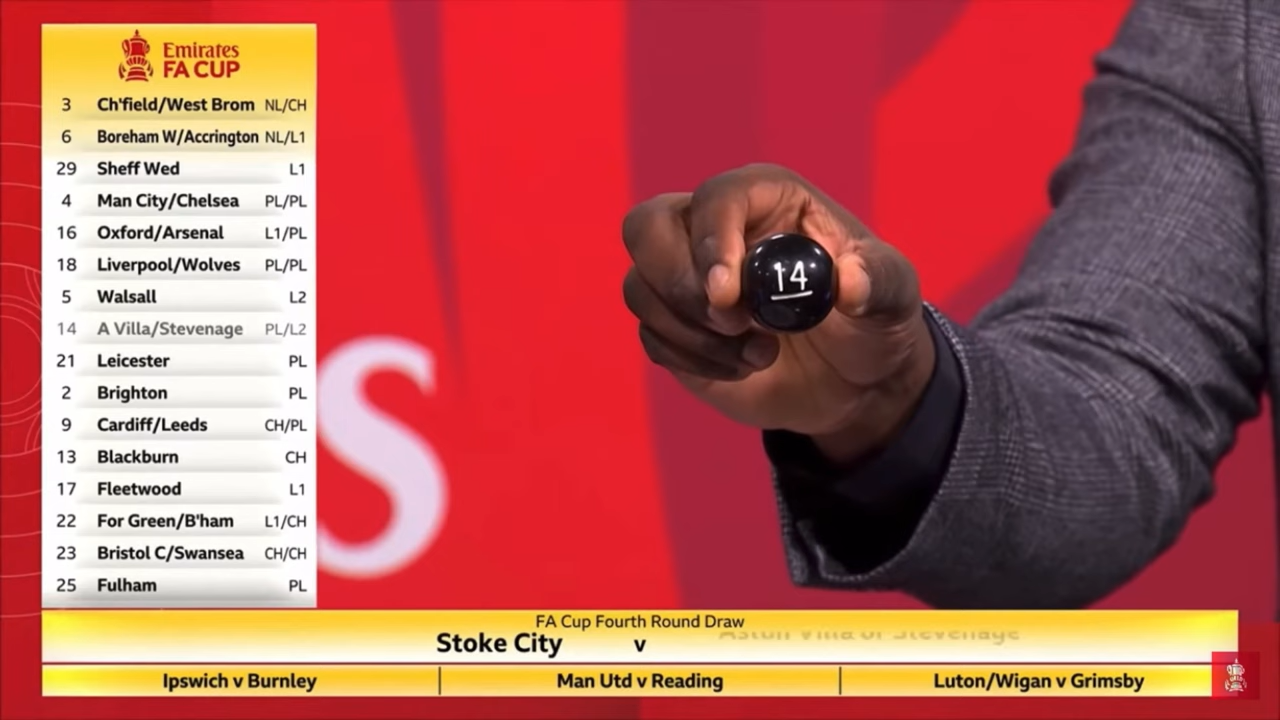 Emirates
FA CUP
3 Ch'field/West Brom NL/CH
6 Boreham W/Accrington NL/L1
29 Sheff Wed L1
4 Man City/Chelsea PL/PL
16 Oxford/Arsenal L1/PL
18 Liverpool/Wolves PL/PL
5 Walsall L2
14 A Villa/Stevenage PL/L2
21 Leicester PL
2 Brighton PL
9 Cardiff/Leeds CH/PL
13 Blackburn CH
17 Fleetwood L1
22 For Green/B'ham L1/CH
23 Bristol C/Swansea CH/CH
25 Fulham PL
14
S
FA Cup Fourth Round Draw
Stoke City v Aston Villa or Stevenage
Ipswich v Burnley
Man Utd v Reading
Luton/Wigan v Grimsby